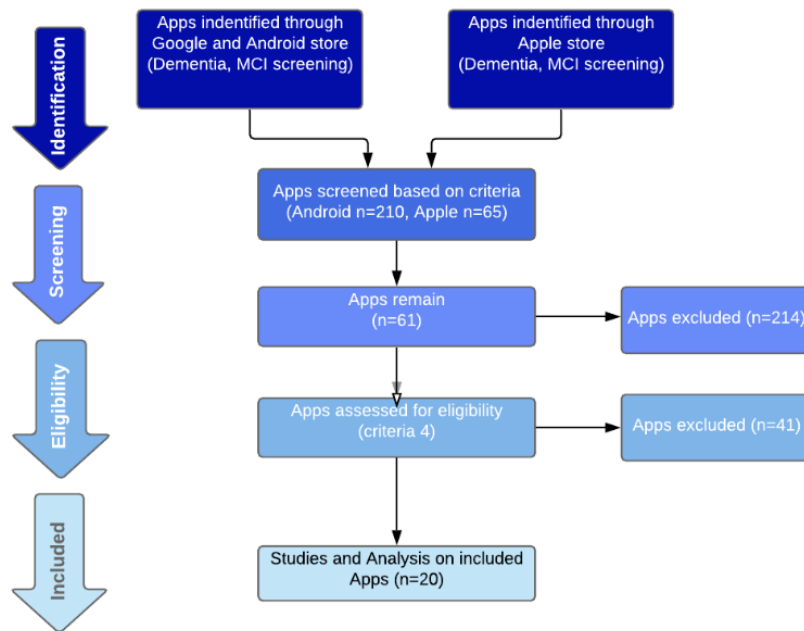 Identification
Apps indentified through
Google and Android store
(Dementia, MCI screening)
Apps indentified through
Apple store
(Dementia, MCI screening)
Screening
Apps screened based on criteria
(Android n=210, Apple n=65)
Apps remain
(n=61)
Apps excluded (n=214)
Eligibility
Apps assessed for eligibility
(criteria 4)
Apps excluded (n=41)
Included
Studies and Analysis on included
Apps (n=20)